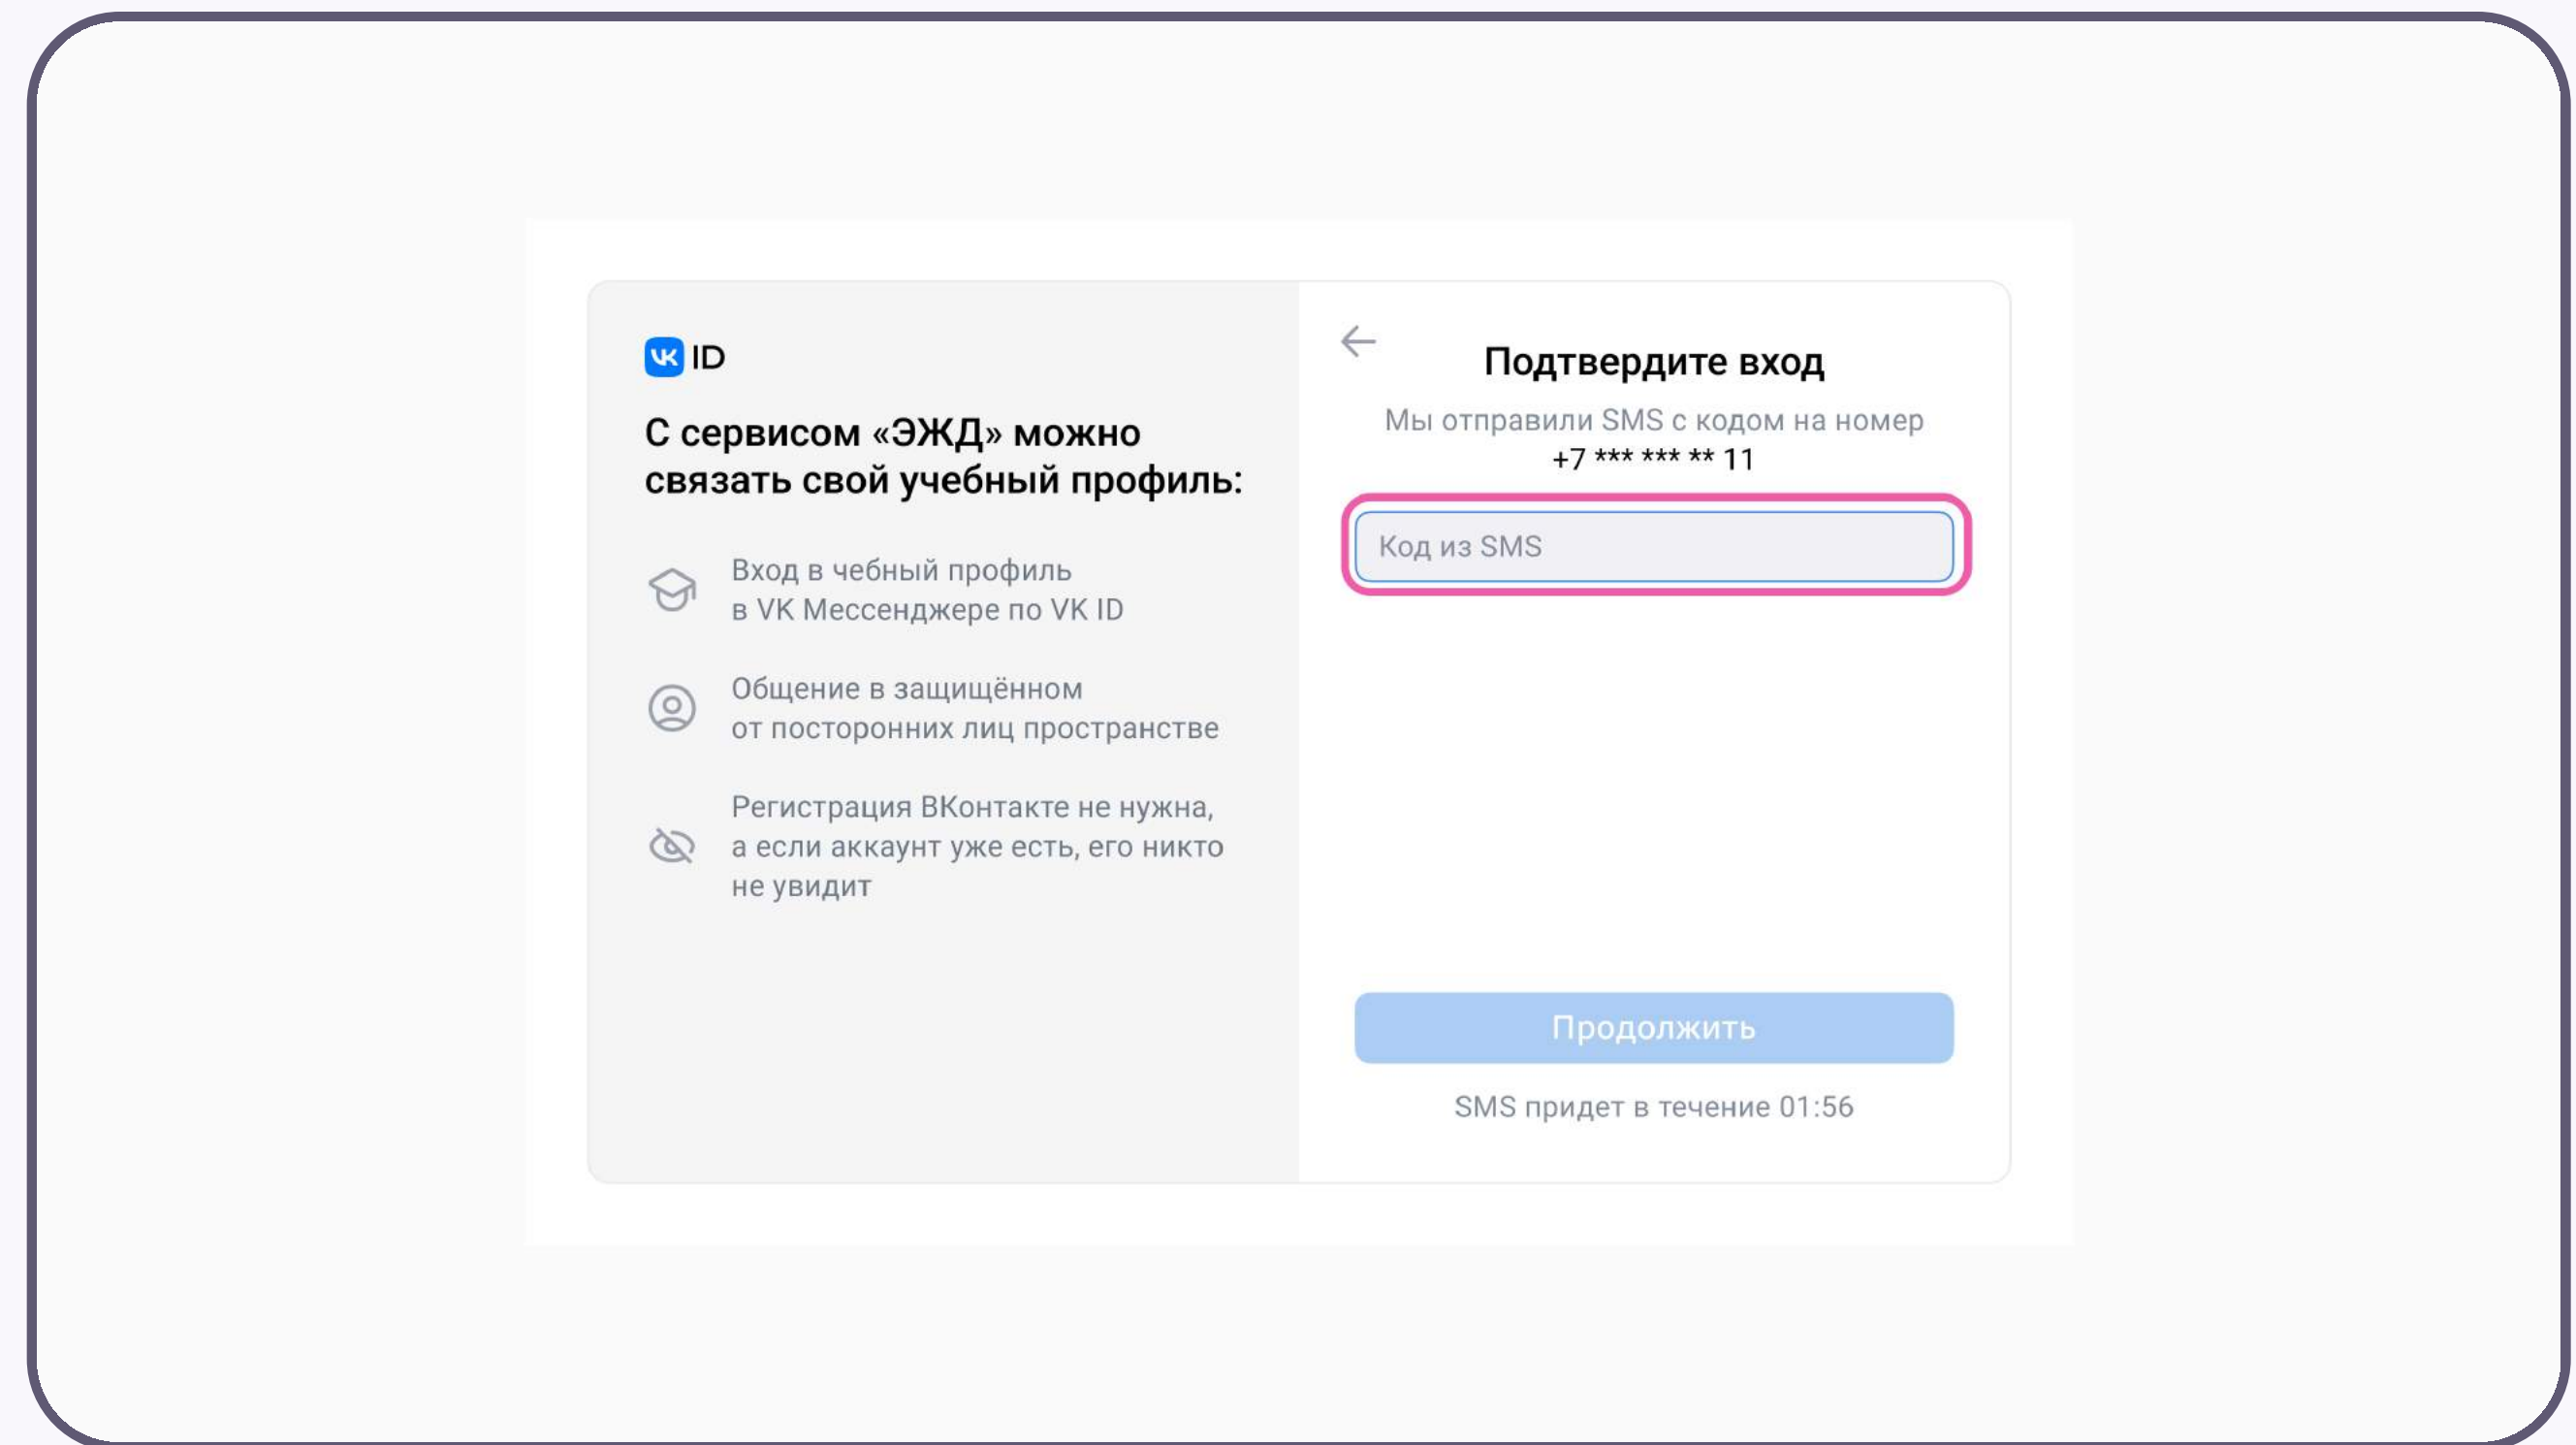 VK ID
С сервисом «ЭЖД» можно
связать свой учебный профиль:
Вход в чебный профиль
в VK Мессенджере по VK ID
Общение в защищённом
от посторонних лиц пространстве
Регистрация ВКонтакте не нужна,
а если аккаунт уже есть, его никто
не увидит
Подтвердите вход
Мы отправили SMS с кодом на номер
+7 *** *** ** 11
Код из SMS
Продолжить
SMS придет в течение 01:56